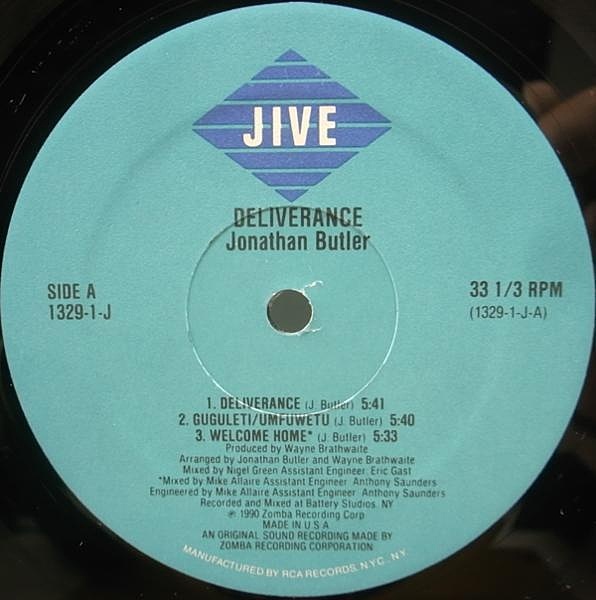 JIVE
DELIVERANCE
Jonathan Butler
SIDE A
1329-1-J
33 1/3 RPM
(1329-1-J-A)
1. DELIVERANCE (J. Butler) 5:41
2. GUGULETI/UMFUWETU (J. Butler) 5:40
3. WELCOME HOME* (J. Butler) 5:33
Produced by Wayne Brathwaite
Arranged by Jonathan Butler and Wayne Brathwaite
Mixed by Nigel Green Assistant Engineer: Eric Gast
*Mixed by Mike Allaire Assistant Engineer: Anthony Saunders
Engineered by Mike Allaire Assistant Engineer: Anthony Saunders
Recorded and Mixed at Battery Studios, NY
℗ 1990 Zomba Recording Corp
MADE IN U.S.A
AN ORIGINAL SOUND RECORDING MADE BY
ZOMBA RECORDING CORPORATION
MANUFACTURED BY RCA RECORDS, N.Y.C., N.Y.